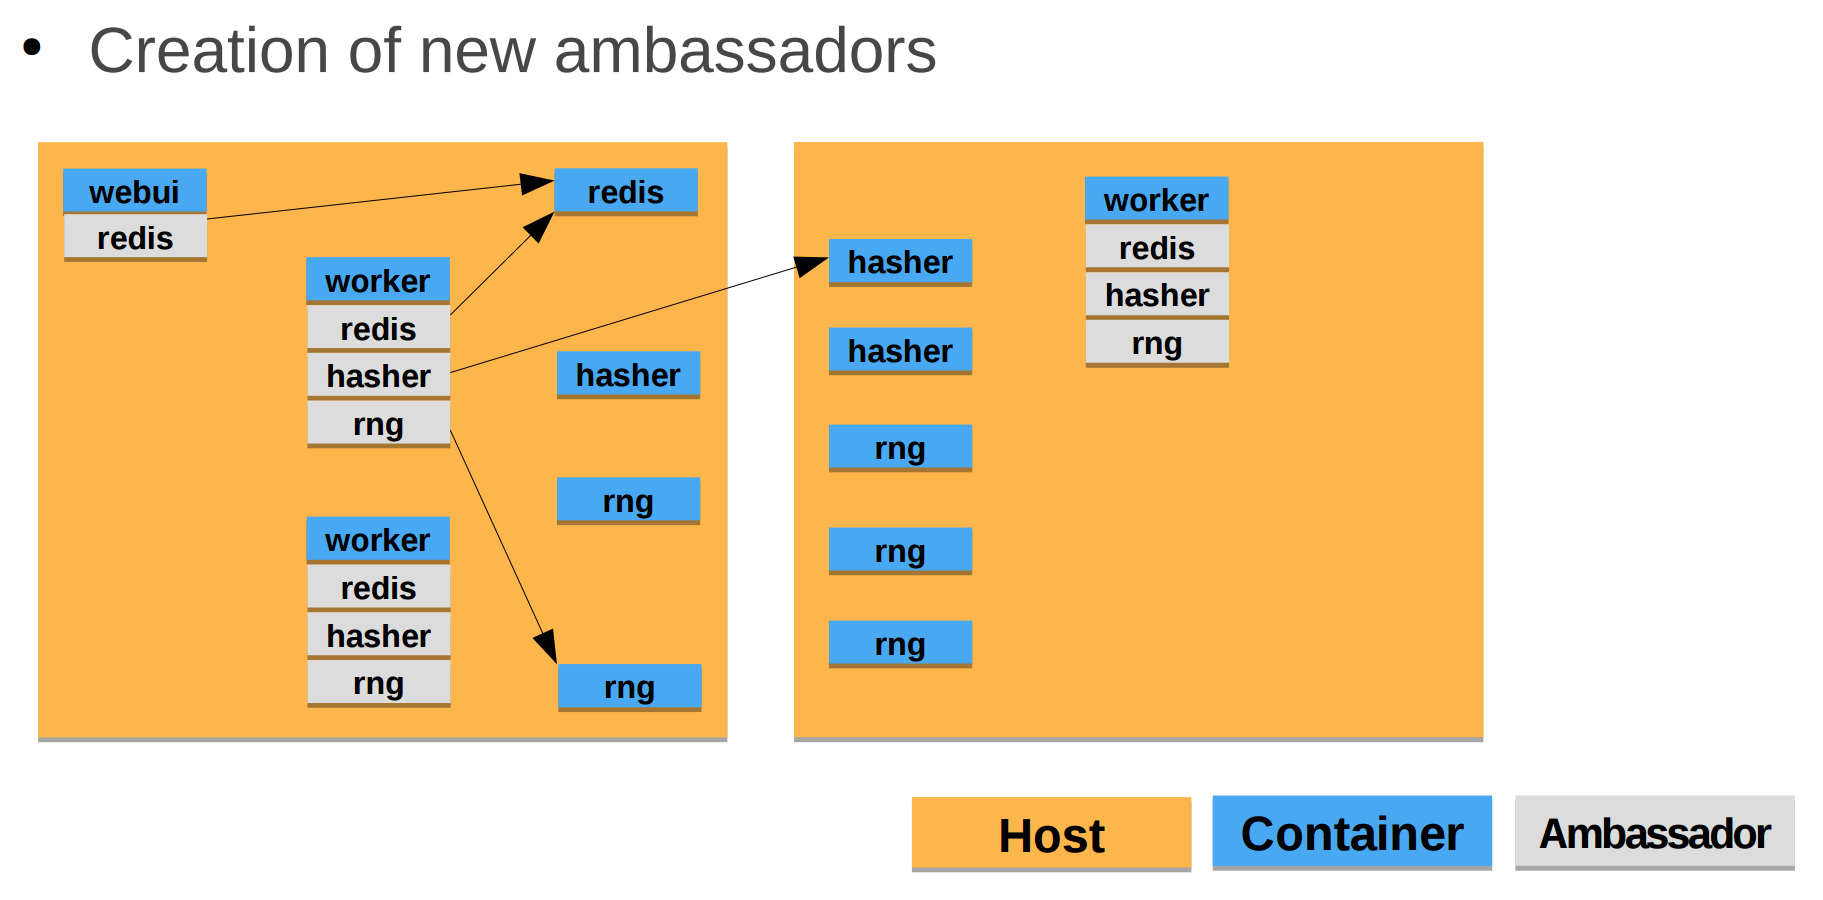 • Creation of new ambassadors
webui
redis
worker
redis
hasher
rng
worker
redis
hasher
rng
redis
hasher
rng
rng
hasher
hasher
rng
rng
rng
worker
redis
hasher
rng
Host
Container
Ambassador